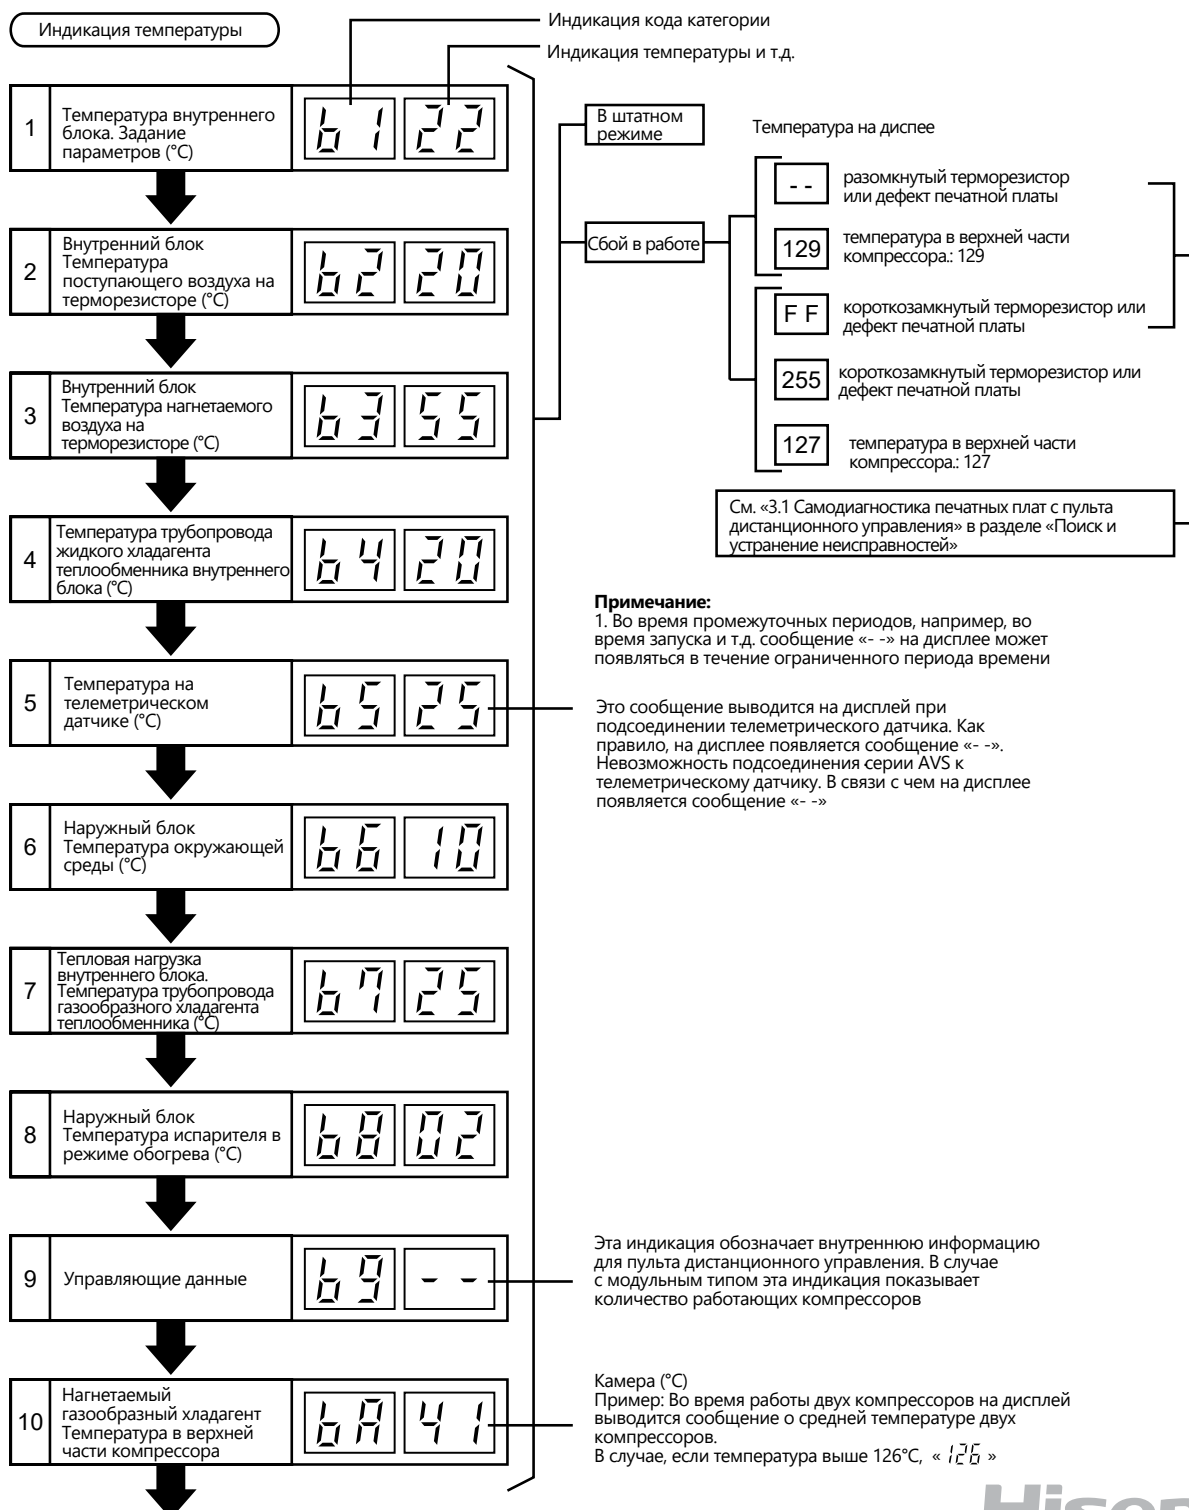 Индикация температуры
Индикация кода категории
Индикация температуры и т.д.
1
Температура внутреннего
блока. Задание
параметров (°C)
b1 22
2
Внутренний блок
Температура
поступающего воздуха на
терморезисторе (°C)
b2 20
3
Внутренний блок
Температура нагнетаемого
воздуха на
терморезисторе (°C)
b3 55
4
Температура трубопровода
жидкого хладагента
теплообменника внутреннего
блока (°C)
b4 20
5
Температура на
телеметрическом
датчике (°C)
b5 25
6
Наружный блок
Температура окружающей
среды (°C)
b6 10
7
Тепловая нагрузка
внутреннего блока.
Температура трубопровода
газообразного хладагента
теплообменника (°C)
b7 25
8
Наружный блок
Температура испарителя в
режиме обогрева (°C)
b8 02
9
Управляющие данные
b9 - -
10
Нагнетаемый
газообразный хладагент
Температура в верхней
части компрессора
bA 41
В штатном
режиме
Сбой в работе
Температура на диспее
- -
разомкнутый терморезистор
или дефект печатной платы
129
температура в верхней части
компрессора.: 129
F F
короткозамкнутый терморезистор или
дефект печатной платы
255
короткозамкнутый терморезистор или
дефект печатной платы
127
температура в верхней части
компрессора.: 127
См. «3.1 Самодиагностика печатных плат с пульта
дистанционного управления» в разделе «Поиск и
устранение неисправностей»
Примечание:
1. Во время промежуточных периодов, например, во
время запуска и т.д. сообщение «- -» на дисплее может
появляться в течение ограниченного периода времени
Это сообщение выводится на дисплей при
подсоединении телеметрического датчика. Как
правило, на дисплее появляется сообщение «- -».
Невозможность подсоединения серии AVS к
телеметрическому датчику. В связи с чем на дисплее
появляется сообщение «- -»
Эта индикация обозначает внутреннюю информацию
для пульта дистанционного управления. В случае
с модульным типом эта индикация показывает
количество работающих компрессоров
Камера (°C)
Пример: Во время работы двух компрессоров на дисплей
выводится сообщение о средней температуре двух
компрессоров.
В случае, если температура выше 126°C, « 126 »